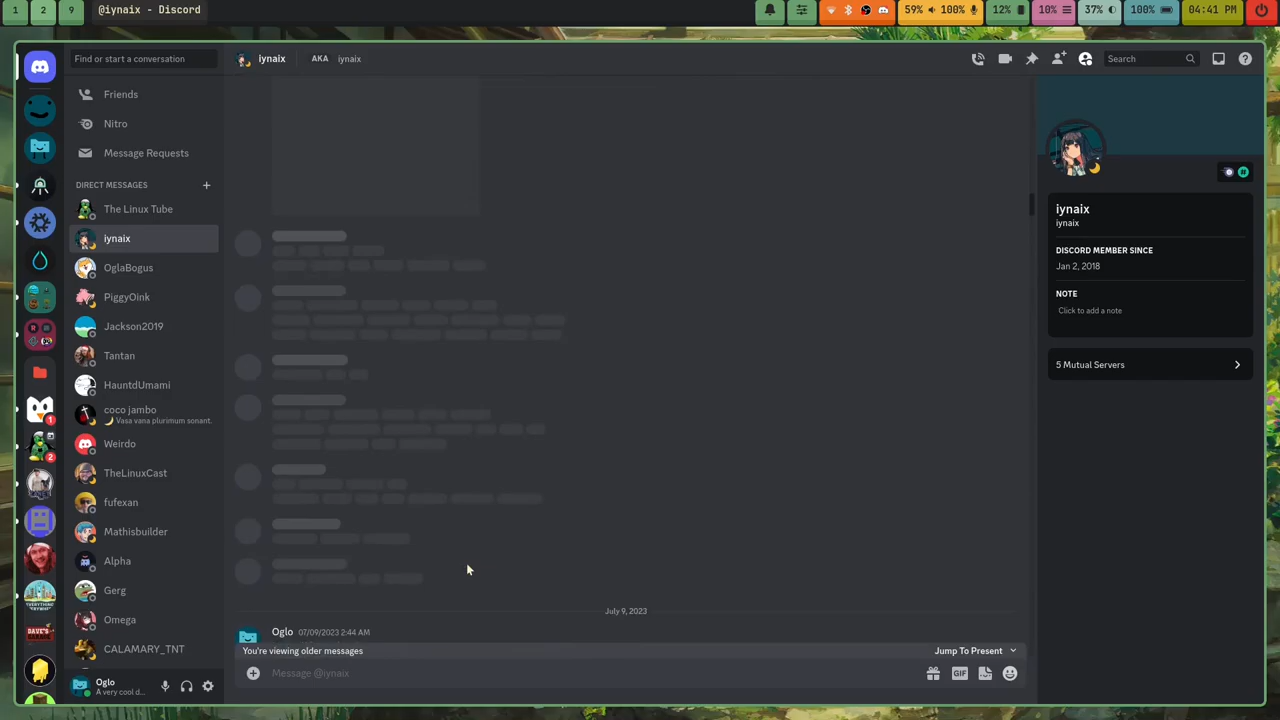 1
2
9
@iynaix - Discord
59% 100%
12%
10%
37%
100%
04:41 PM
Find or start a conversation
iynaix
AKA
iynaix
Search
Friends
Nitro
Message Requests
DIRECT MESSAGES
The Linux Tube
iynaix
OglaBogus
PiggyOink
Jackson2019
Tantan
HauntdUmami
coco jambo
Vasa vana plurimum sonant.
Weirdo
TheLinuxCast
fufexan
Mathisbuilder
Alpha
Gerg
Omega
CALAMARY_TNT
1
2
Oglo
A very cool d...
July 9, 2023
Oglo 07/09/2023 2:44 AM
You're viewing older messages
Jump To Present
Message @iynaix
GIF
iynaix
iynaix
DISCORD MEMBER SINCE
Jan 2, 2018
NOTE
Click to add a note
5 Mutual Servers